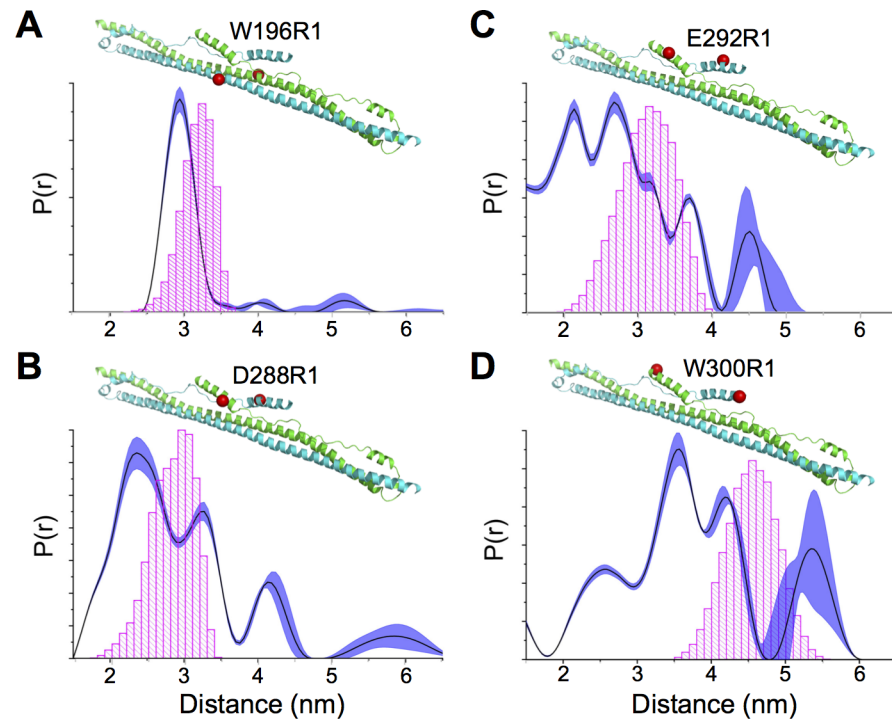 A
W196R1
P(r)
2 3 4 5 6
B
D288R1
P(r)
2 3 4 5 6
Distance (nm)
C
E292R1
P(r)
2 3 4 5 6
D
W300R1
P(r)
2 3 4 5 6
Distance (nm)